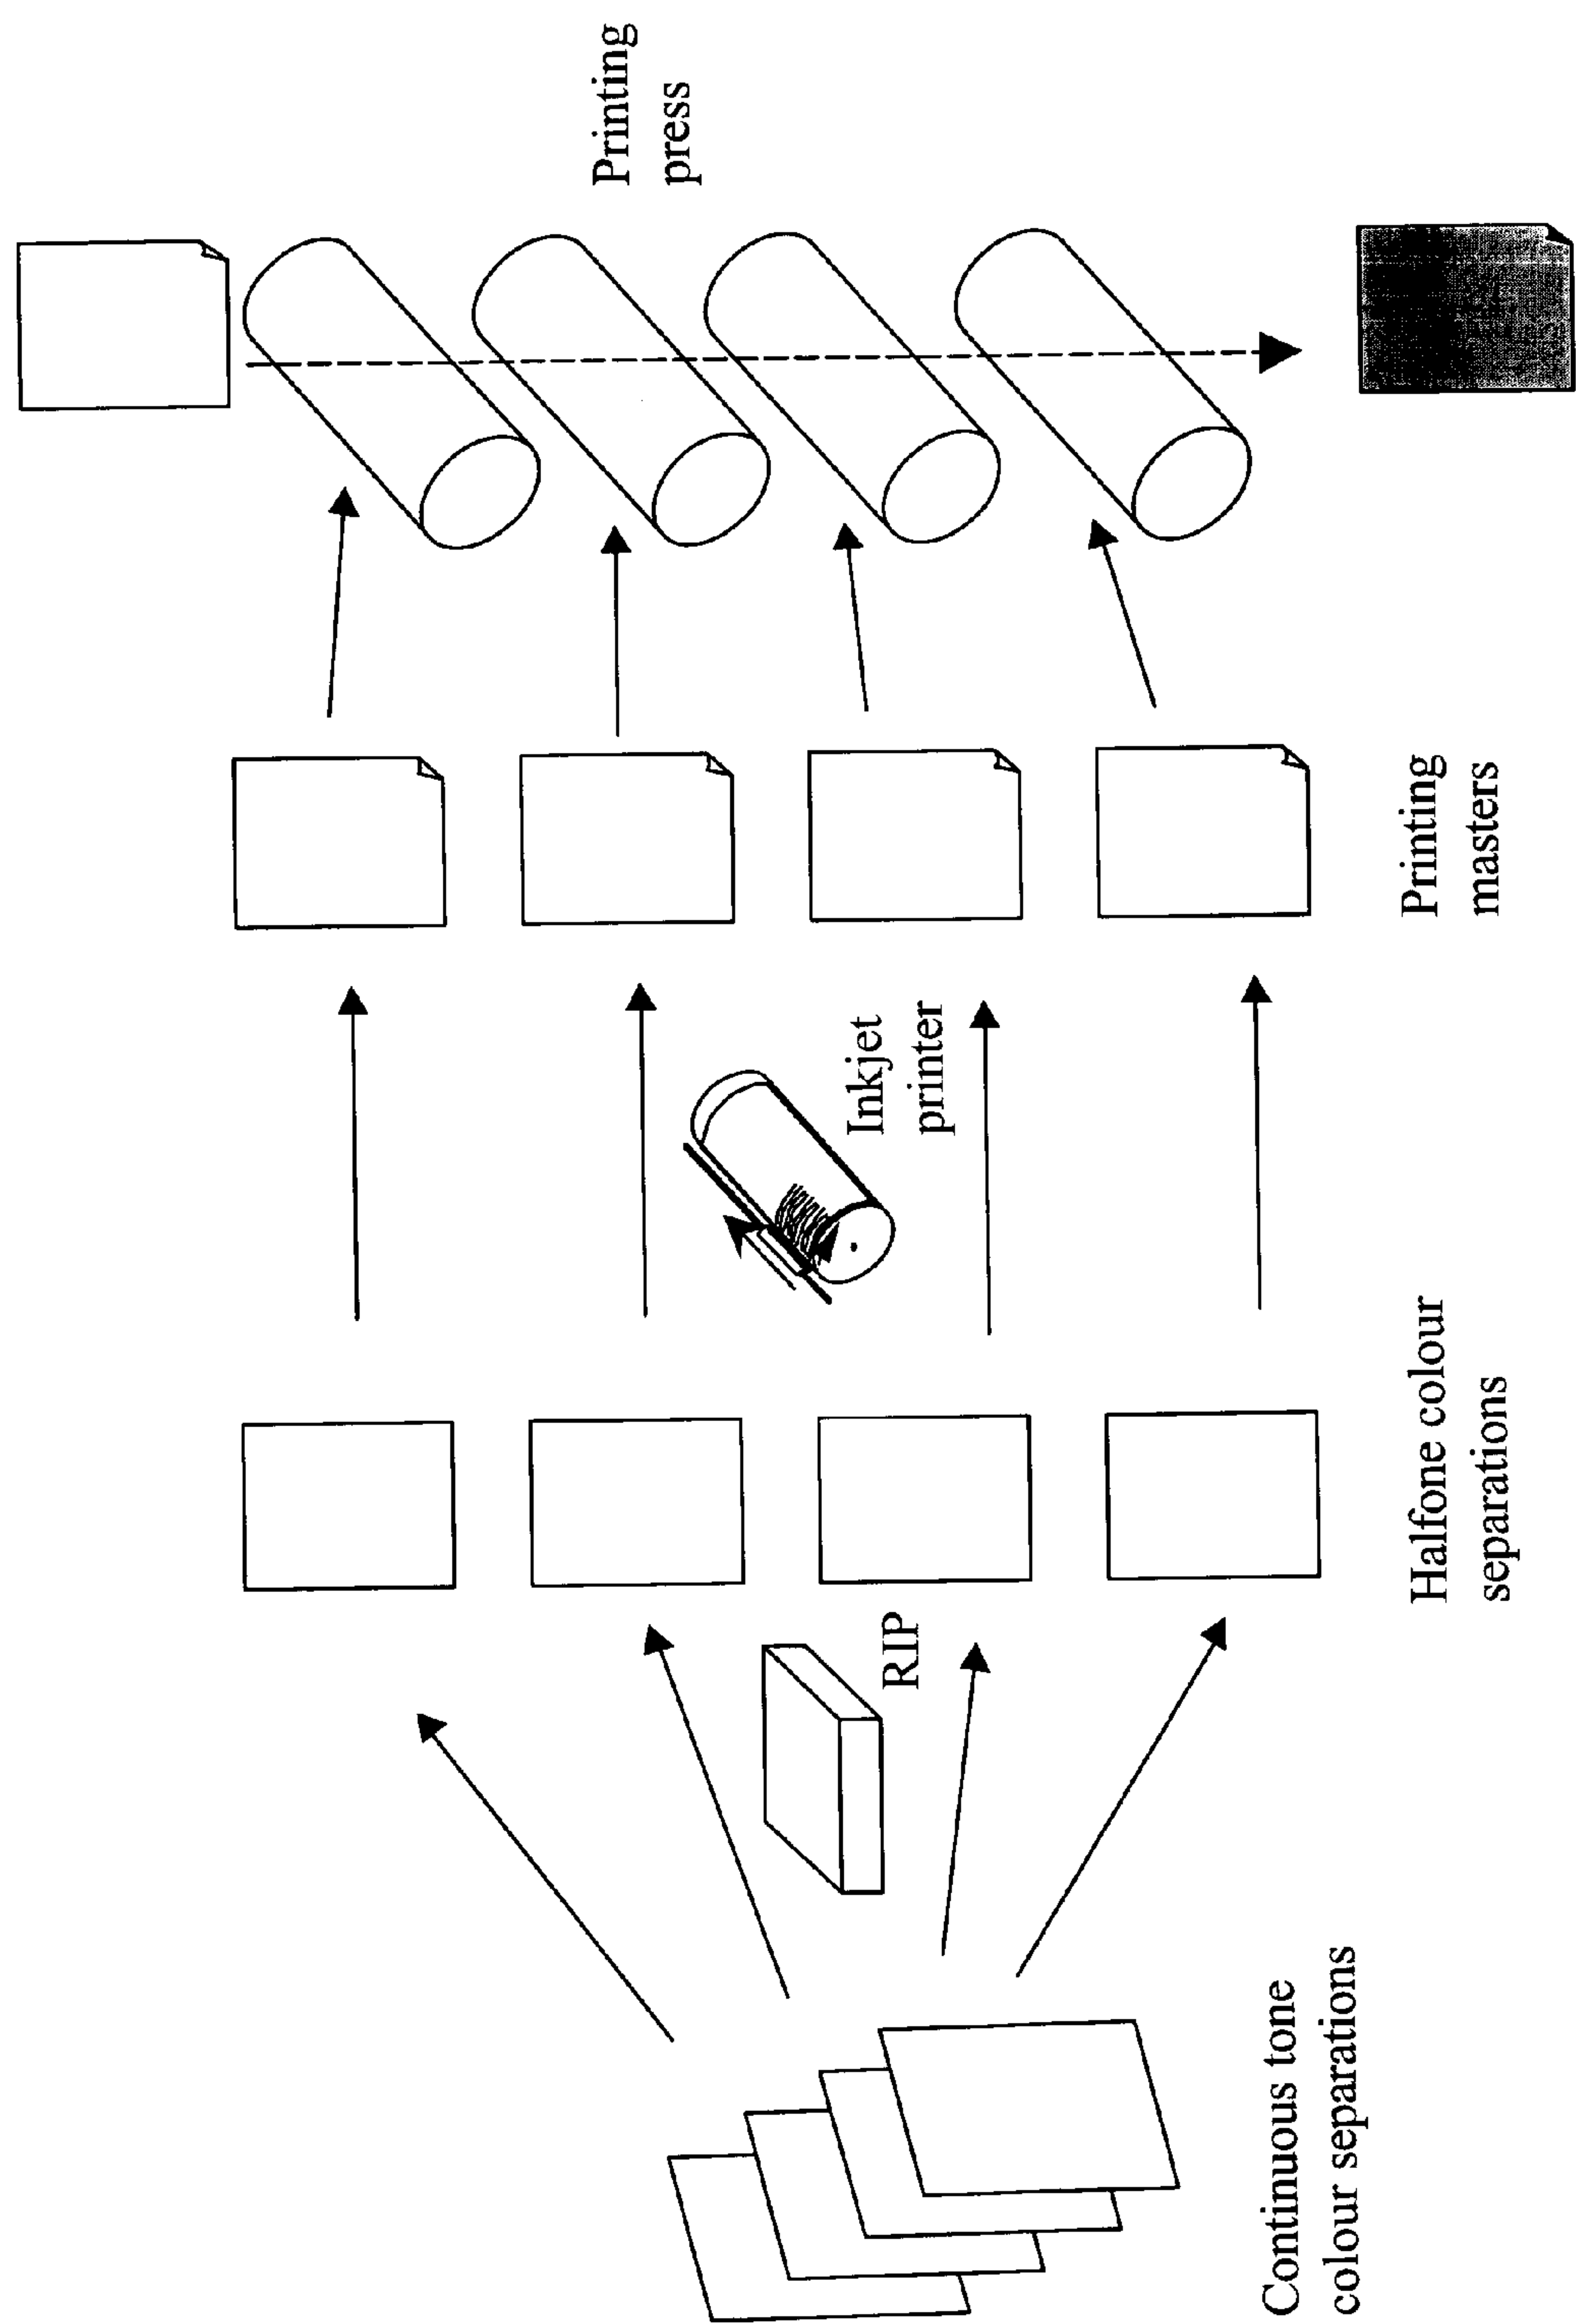 Continuous tone
colour separations
RIP
Halfone colour
separations
Inkjet
printer
Printing
masters
Printing
press